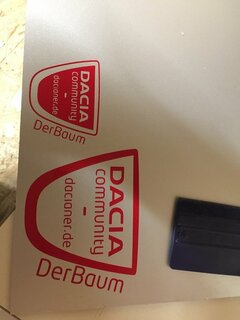 DACIA
community
-
dacianer.de
DerBaum
DACIA
community
-
dacianer.de
DerBaum